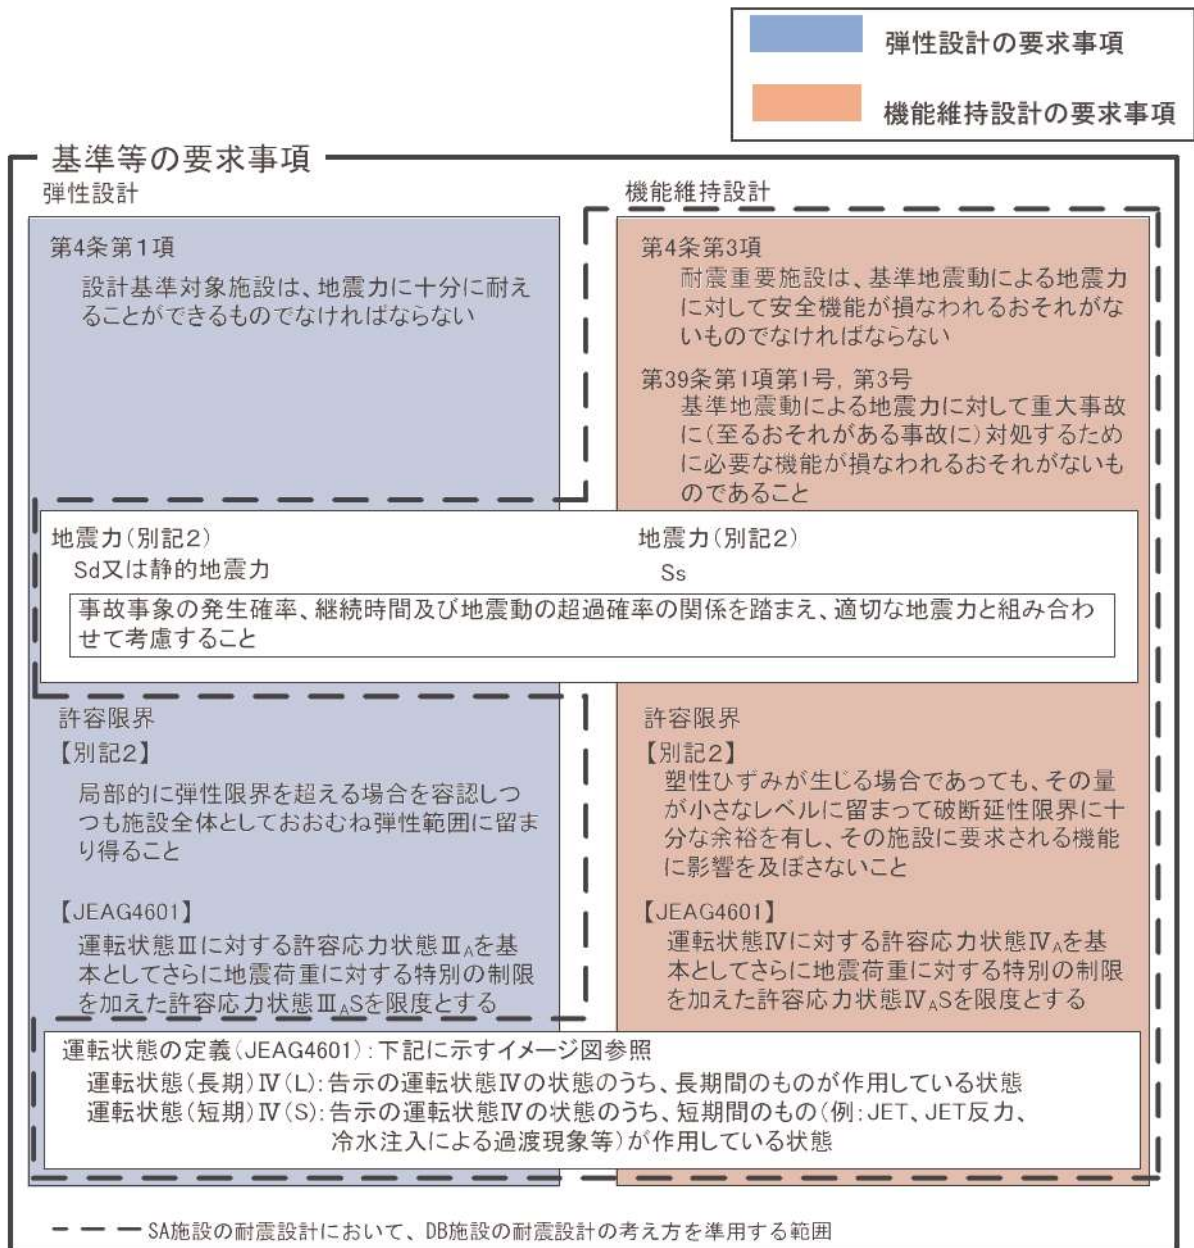 弾性設計の要求事項
機能維持設計の要求事項
基準等の要求事項
弾性設計
第4条第1項
設計基準対象施設は、地震力に十分に耐え
ることができるものでなければならない
機能維持設計
第4条第3項
耐震重要施設は、基準地震動による地震力
に対して安全機能が損なわれるおそれがな
いものでなければならない
第39条第1項第1号, 第3号
基準地震動による地震力に対して重大事故
に(至るおそれがある事故に)対処するため
に必要な機能が損なわれるおそれがないも
のであること
地震力(別記2)
Sd又は静的地震力
地震力(別記2)
Ss
事故事象の発生確率、継続時間及び地震動の超過確率の関係を踏まえ、適切な地震力と組み合わ
せて考慮すること
許容限界
【別記2】
局部的に弾性限界を超える場合を容認しつ
つも施設全体としておおむね弾性範囲に留ま
り得ること
【JEAG4601】
運転状態Ⅲに対する許容応力状態ⅢAを基
本としてさらに地震荷重に対する特別の制限
を加えた許容応力状態ⅢASを限度とする
許容限界
【別記2】
塑性ひずみが生じる場合であっても、その量
が小さなレベルに留まって破断延性限界に十
分な余裕を有し、その施設に要求される機能
に影響を及ぼさないこと
【JEAG4601】
運転状態Ⅳに対する許容応力状態ⅣAを基
本としてさらに地震荷重に対する特別の制限
を加えた許容応力状態ⅣASを限度とする
運転状態の定義(JEAG4601):下記に示すイメージ図参照
運転状態(長期)Ⅳ(L):告示の運転状態Ⅳの状態のうち、長期間のものが作用している状態
運転状態(短期)Ⅳ(S):告示の運転状態Ⅳの状態のうち、短期間のもの(例:JET、JET反力、
冷水注入による過渡現象等)が作用している状態
SA施設の耐震設計において、DB施設の耐震設計の考え方を準用する範囲